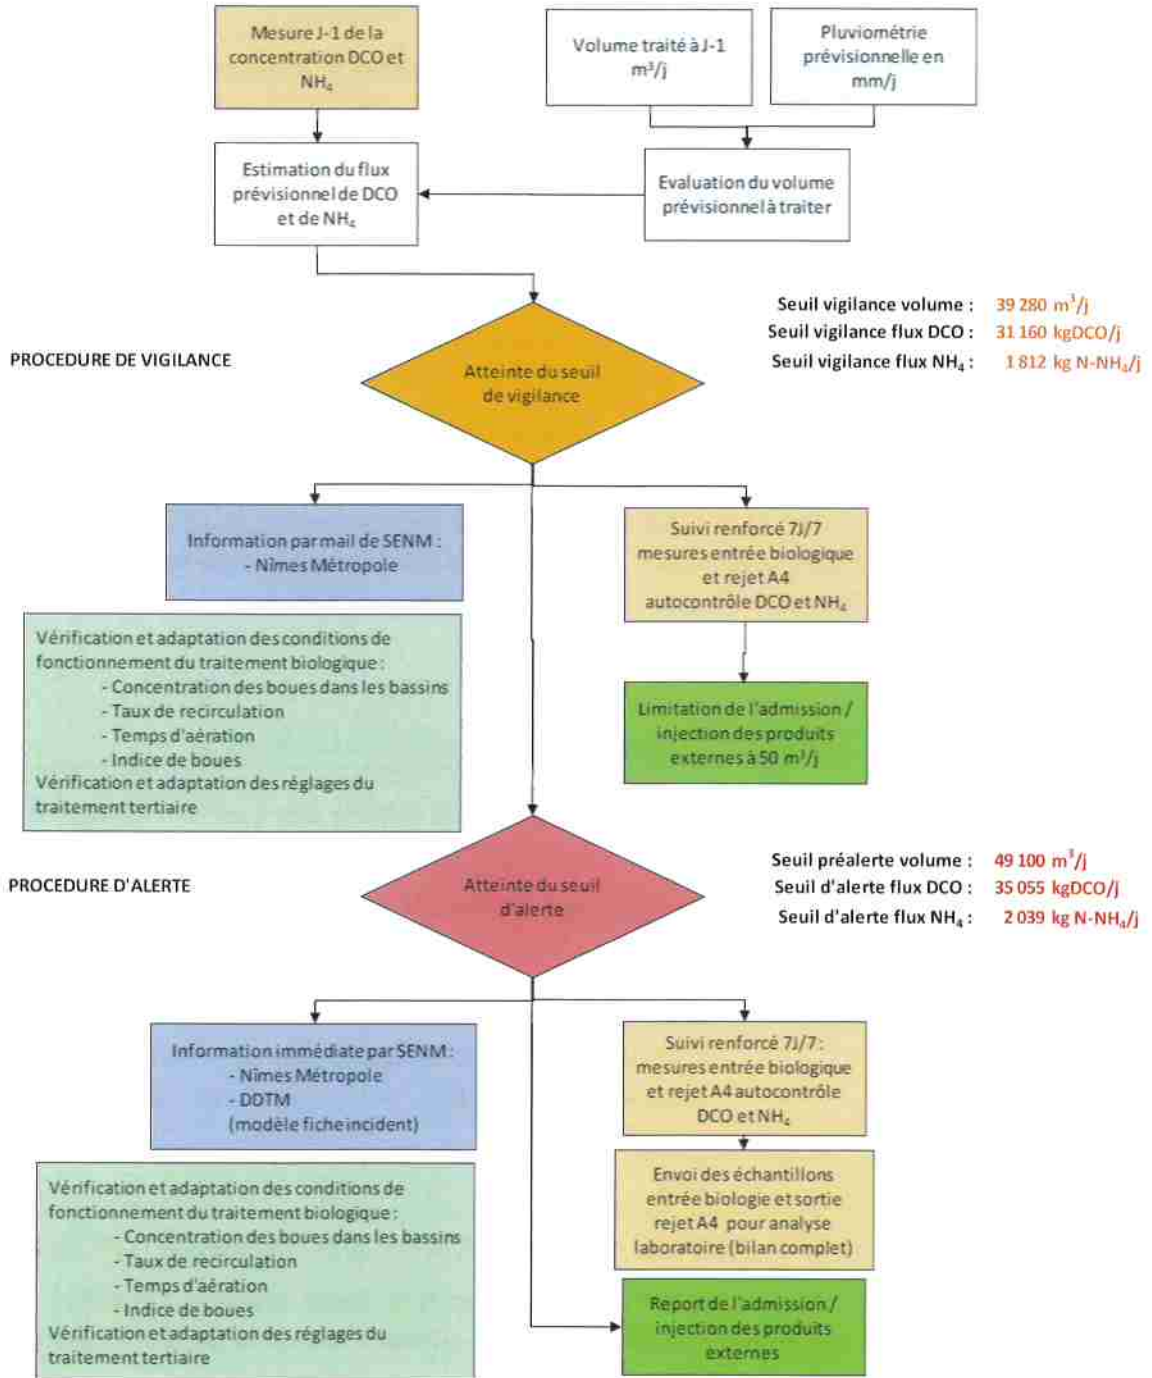 Mesure J-1 de la
concentration DCO et
NH₄
Volume traité à J-1
m³/j
Pluviométrie
prévisionnelle en
mm/j
Estimation du flux
prévisionnel de DCO
et de NH₄
Evaluation du volume
prévisionnel à traiter
Seuil vigilance volume : 39 280 m³/j
Seuil vigilance flux DCO : 31 160 kgDCO/j
Seuil vigilance flux NH₄ : 1 812 kg N-NH₄/j
PROCEDURE DE VIGILANCE
Atteinte du seuil
de vigilance
Information par mail de SENM :
- Nîmes Métropole
Suivi renforcé 7J/7
mesures entrée biologique
et rejet A4
autocontrôle DCO et NH₄
Vérification et adaptation des conditions de
fonctionnement du traitement biologique :
- Concentration des boues dans les bassins
- Taux de recirculation
- Temps d'aération
- Indice de boues
Vérification et adaptation des réglages du
traitement tertiaire
Limitation de l'admission /
injection des produits
externes à 50 m³/j
Seuil préalerte volume : 49 100 m³/j
Seuil d'alerte flux DCO : 35 055 kgDCO/j
Seuil d'alerte flux NH₄ : 2 039 kg N-NH₄/j
PROCEDURE D'ALERTE
Atteinte du seuil
d'alerte
Information immédiate par SENM :
- Nîmes Métropole
- DDTM
(modèle fiche incident)
Suivi renforcé 7J/7 :
mesures entrée biologique
et rejet A4 autocontrôle
DCO et NH₄
Envoi des échantillons
entrée biologie et sortie
rejet A4 pour analyse
laboratoire (bilan complet)
Vérification et adaptation des conditions de
fonctionnement du traitement biologique :
- Concentration des boues dans les bassins
- Taux de recirculation
- Temps d'aération
- Indice de boues
Vérification et adaptation des réglages du
traitement tertiaire
Report de l'admission /
injection des produits
externes